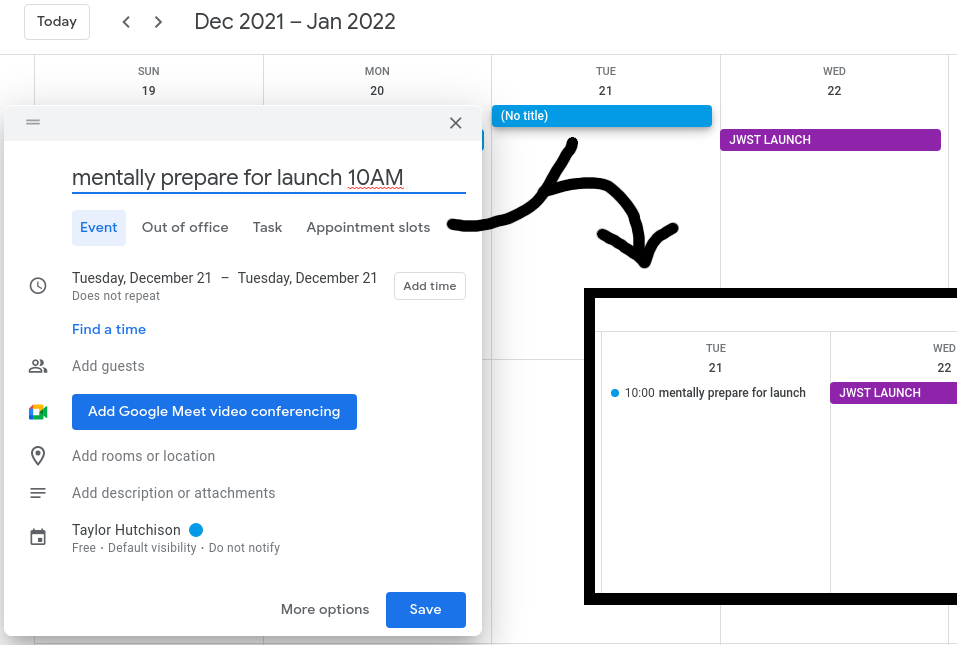 Today
Dec 2021 – Jan 2022
SUN
MON
TUE
WED
19
20
21
22
(No title)
JWST LAUNCH
mentally prepare for launch 10AM
Event
Out of office
Task
Appointment slots
Tuesday, December 21 – Tuesday, December 21
Add time
Does not repeat
Find a time
Add guests
Add Google Meet video conferencing
Add rooms or location
Add description or attachments
Taylor Hutchison
Free · Default visibility · Do not notify
More options
Save
TUE
WED
21
22
10:00 mentally prepare for launch
JWST LAUNCH